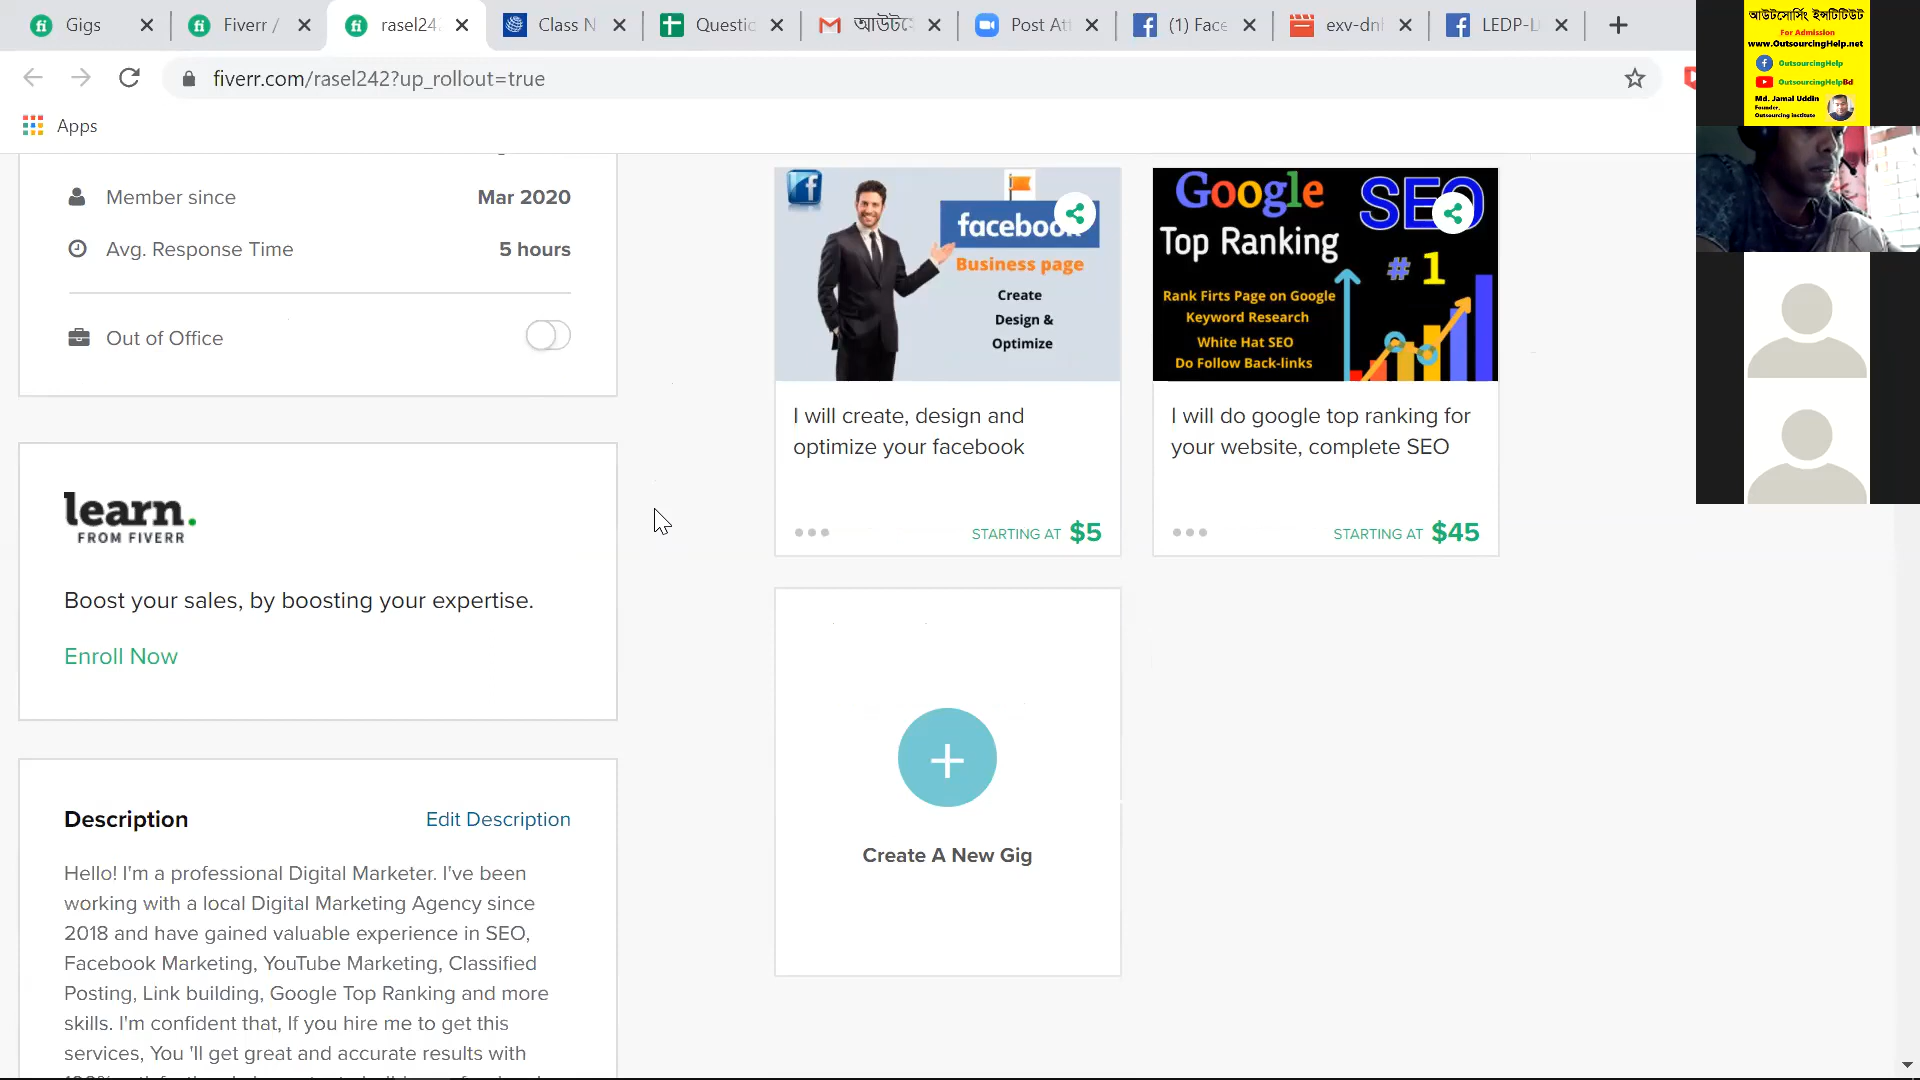 Gigs
Fiverr /
rasel24
Class N
Questic
আউটসে
Post Att
(1) Face
exv-dnl
LEDP-L
fiverr.com/rasel242?up_rollout=true
Apps
Member since
Mar 2020
Avg. Response Time
5 hours
Out of Office
learn.
FROM FIVERR
Boost your sales, by boosting your expertise.
Enroll Now
Description
Edit Description
Hello! I'm a professional Digital Marketer. I've been
working with a local Digital Marketing Agency since
2018 and have gained valuable experience in SEO,
Facebook Marketing, YouTube Marketing, Classified
Posting, Link building, Google Top Ranking and more
skills. I'm confident that, If you hire me to get this
services, You 'll get great and accurate results with
facebook
Business page
Create
Design &
Optimize
I will create, design and
optimize your facebook
STARTING AT $5
Google SEO
Top Ranking
# 1
Rank Firts Page on Google
Keyword Research
White Hat SEO
Do Follow Back-links
I will do google top ranking for
your website, complete SEO
STARTING AT $45
Create A New Gig
আউটসোর্সিং ইন্সটিটিউট
For Admission
www.OutsourcingHelp.net
OutsourcingHelp
OutsourcingHelpBd
Md. Jamal Uddin
Founder,
Outsourcing Institute